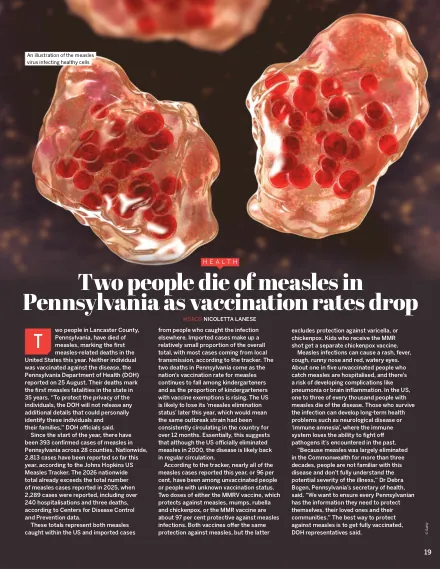 An illustration of the measles
virus infecting healthy cells
HEALTH
Two people die of measles in
Pennsylvania as vaccination rates drop
WORDS NICOLETTA LANESE
Two people in Lancaster County,
Pennsylvania, have died of
measles, marking the first
measles-related deaths in the
United States this year. Neither individual
was vaccinated against the disease, the
Pennsylvania Department of Health (DOH)
reported on 25 August. Their deaths mark
the first measles fatalities in the state in
35 years. "To protect the privacy of the
individuals, the DOH will not release any
additional details that could personally
identify these individuals and
their families," DOH officials said.
Since the start of the year, there have
been 393 confirmed cases of measles in
Pennsylvania across 28 counties. Nationwide,
2,813 cases have been reported so far this
year, according to the Johns Hopkins US
Measles Tracker. The 2026 nationwide
total already exceeds the total number
of measles cases reported in 2025, when
2,289 cases were reported, including over
240 hospitalisations and three deaths,
according to Centers for Disease Control
and Prevention data.
These totals represent both measles
caught within the US and imported cases
from people who caught the infection
elsewhere. Imported cases make up a
relatively small proportion of the overall
total, with most cases coming from local
transmission, according to the tracker. The
two deaths in Pennsylvania come as the
nation's vaccination rate for measles
continues to fall among kindergartners
and as the proportion of kindergartners
with vaccine exemptions is rising. The US
is likely to lose its 'measles elimination
status' later this year, which would mean
the same outbreak strain had been
consistently circulating in the country
for over 12 months. Essentially, this suggests
that although the US officially eliminated
measles in 2000, the disease is likely back
in regular circulation.
According to the tracker, nearly all of the
measles cases reported this year, or 96 per
cent, have been among unvaccinated people
or people with unknown vaccination status.
Two doses of either the MMRV vaccine, which
protects against measles, mumps, rubella
and chickenpox, or the MMR vaccine are
about 97 per cent protective against measles
infections. Both vaccines offer the same
protection against measles, but the latter
excludes protection against varicella, or
chickenpox. Kids who receive the MMR
shot get a separate chickenpox vaccine.
Measles infections can cause a rash, fever,
cough, runny nose and red, watery eyes.
About one in five unvaccinated people who
catch measles are hospitalised, and there's
a risk of developing complications like
pneumonia or brain inflammation. In the US,
one to three of every thousand people with
measles die of the disease. Those who survive
the infection can develop long-term health
problems such as neurological disease or
'immune amnesia', where the immune
system loses the ability to fight off
pathogens it's encountered in the past.
"Because measles was largely eliminated
in the Commonwealth for more than three
decades, people are not familiar with this
disease and don't fully understand the
potential severity of the illness," Dr Debra
Bogen, Pennsylvania's secretary of health,
said. "We want to ensure every Pennsylvanian
has the information they need to protect
themselves, their loved ones and their
communities." The best way to protect
against measles is to get fully vaccinated,
DOH representatives said.
© Getty
19